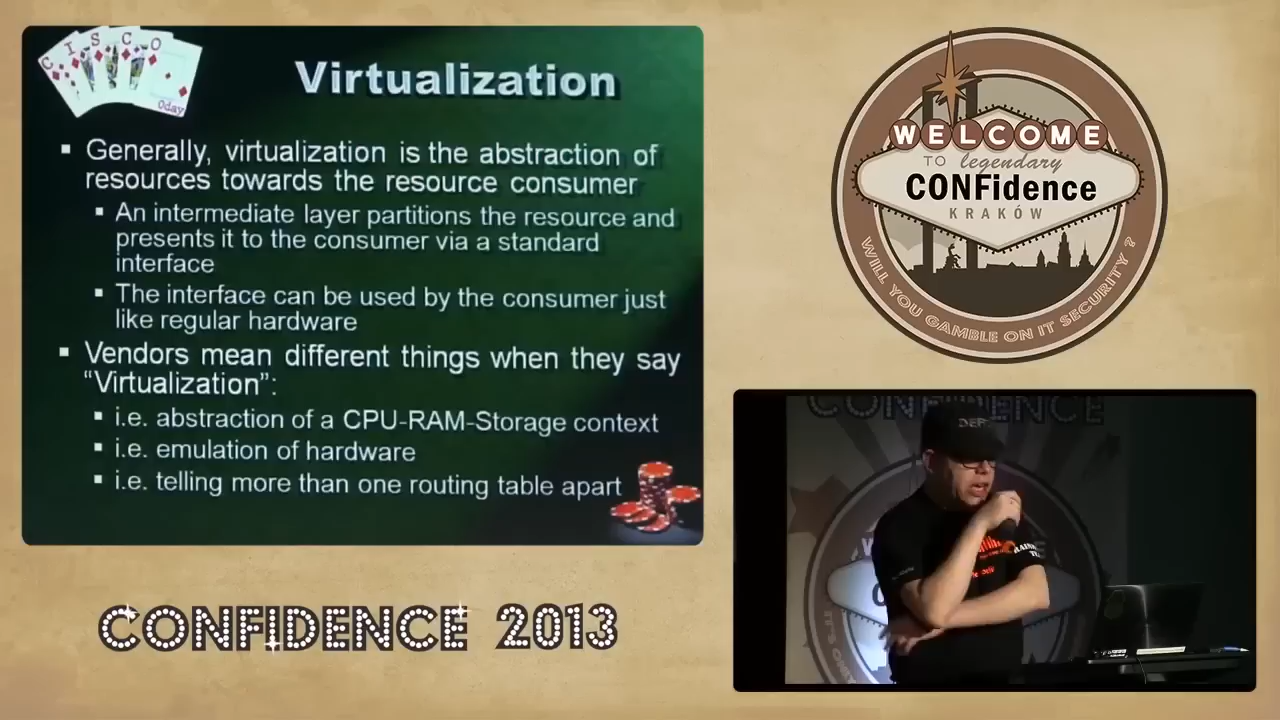 CISCO
0day
Virtualization
Generally, virtualization is the abstraction of
resources towards the resource consumer
An intermediate layer partitions the resource and
presents it to the consumer via a standard
interface
The interface can be used by the consumer just
like regular hardware
Vendors mean different things when they say
“Virtualization”:
i.e. abstraction of a CPU-RAM-Storage context
i.e. emulation of hardware
i.e. telling more than one routing table apart
CONFIDENCE 2013
WELCOME
TO legendary
CONFidence
KRAKÓW
WILL YOU GAMBLE ON IT SECURITY ?
CONFIDENCE